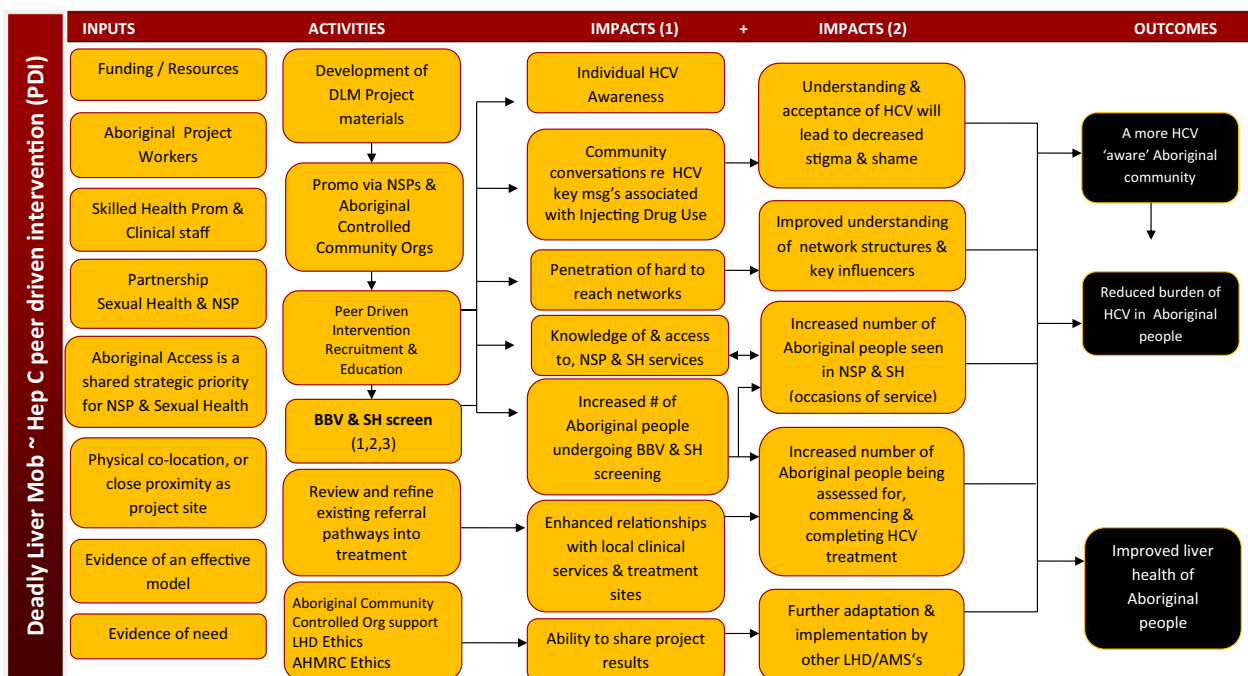 Deadly Liver Mob ~ Hep C peer driven intervention (PDI)
INPUTS
ACTIVITIES
IMPACTS (1)
+
IMPACTS (2)
OUTCOMES
Funding / Resources
Aboriginal Project
Workers
Skilled Health Prom &
Clinical staff
Partnership
Sexual Health & NSP
Aboriginal Access is a
shared strategic priority
for NSP & Sexual Health
Physical co-location, or
close proximity as
project site
Evidence of an effective
model
Evidence of need
Development of
DLM Project
materials
Promo via NSPs &
Aboriginal
Controlled
Community Orgs
Peer Driven
Intervention
Recruitment &
Education
BBV & SH screen
(1,2,3)
Review and refine
existing referral
pathways into
treatment
Aboriginal Community
Controlled Org support
LHD Ethics
AHMRC Ethics
Individual HCV
Awareness
Community
conversations re HCV
key msg's associated
with Injecting Drug Use
Penetration of hard to
reach networks
Knowledge of & access
to, NSP & SH services
Increased # of
Aboriginal people
undergoing BBV & SH
screening
Enhanced relationships
with local clinical
services & treatment
sites
Ability to share project
results
Understanding &
acceptance of HCV will
lead to decreased
stigma & shame
Improved understanding
of network structures &
key influencers
Increased number of
Aboriginal people seen
in NSP & SH
(occasions of service)
Increased number of
Aboriginal people being
assessed for,
commencing &
completing HCV
treatment
Further adaptation &
implementation by
other LHD/AMS‘s
A more HCV
‘aware’ Aboriginal
community
Reduced burden of
HCV in Aboriginal
people
Improved liver
health of
Aboriginal
people